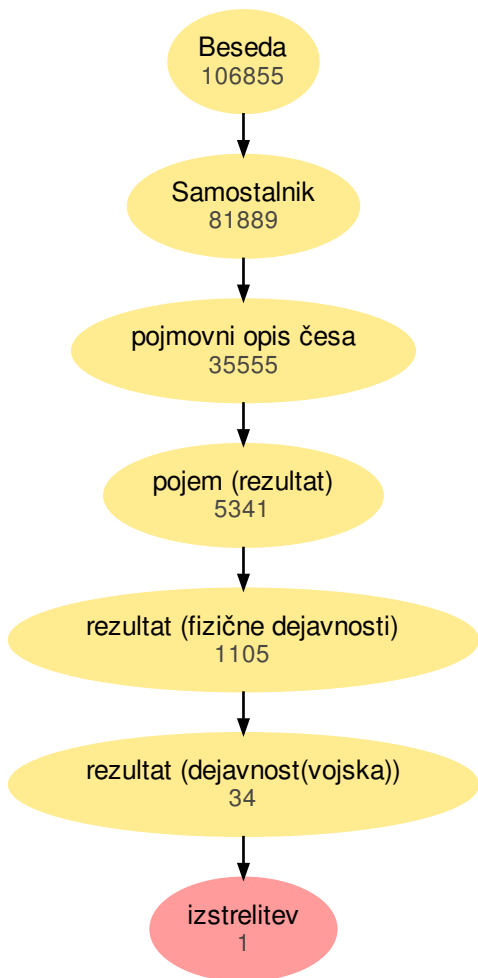 Beseda
106855
Samostalnik
81889
pojmovni opis česa
35555
pojem (rezultat)
5341
rezultat (fizične dejavnosti)
1105
rezultat (dejavnost(vojska))
34
izstrelitev
1